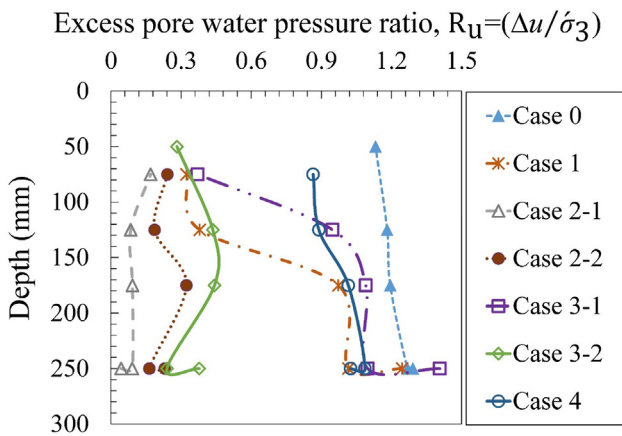 Excess pore water pressure ratio, Ru=(Δu/σ́3)
0 0.3 0.6 0.9 1.2 1.5
0
50
100
150
200
250
300
Depth (mm)
Case 0
Case 1
Case 2-1
Case 2-2
Case 3-1
Case 3-2
Case 4